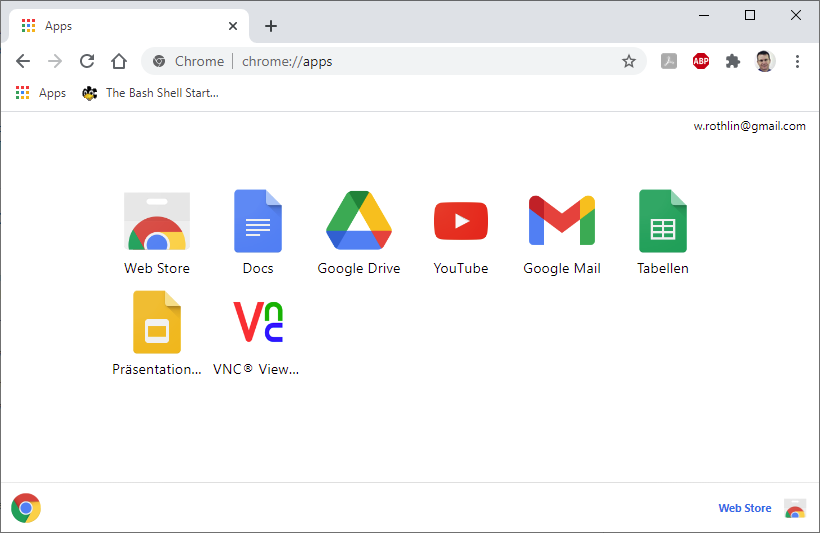 Apps
Chrome | chrome://apps
ABP
Apps The Bash Shell Start...
w.rothlin@gmail.com
Web Store Docs Google Drive YouTube Google Mail Tabellen
VNC
Präsentation... VNC® View...
Web Store